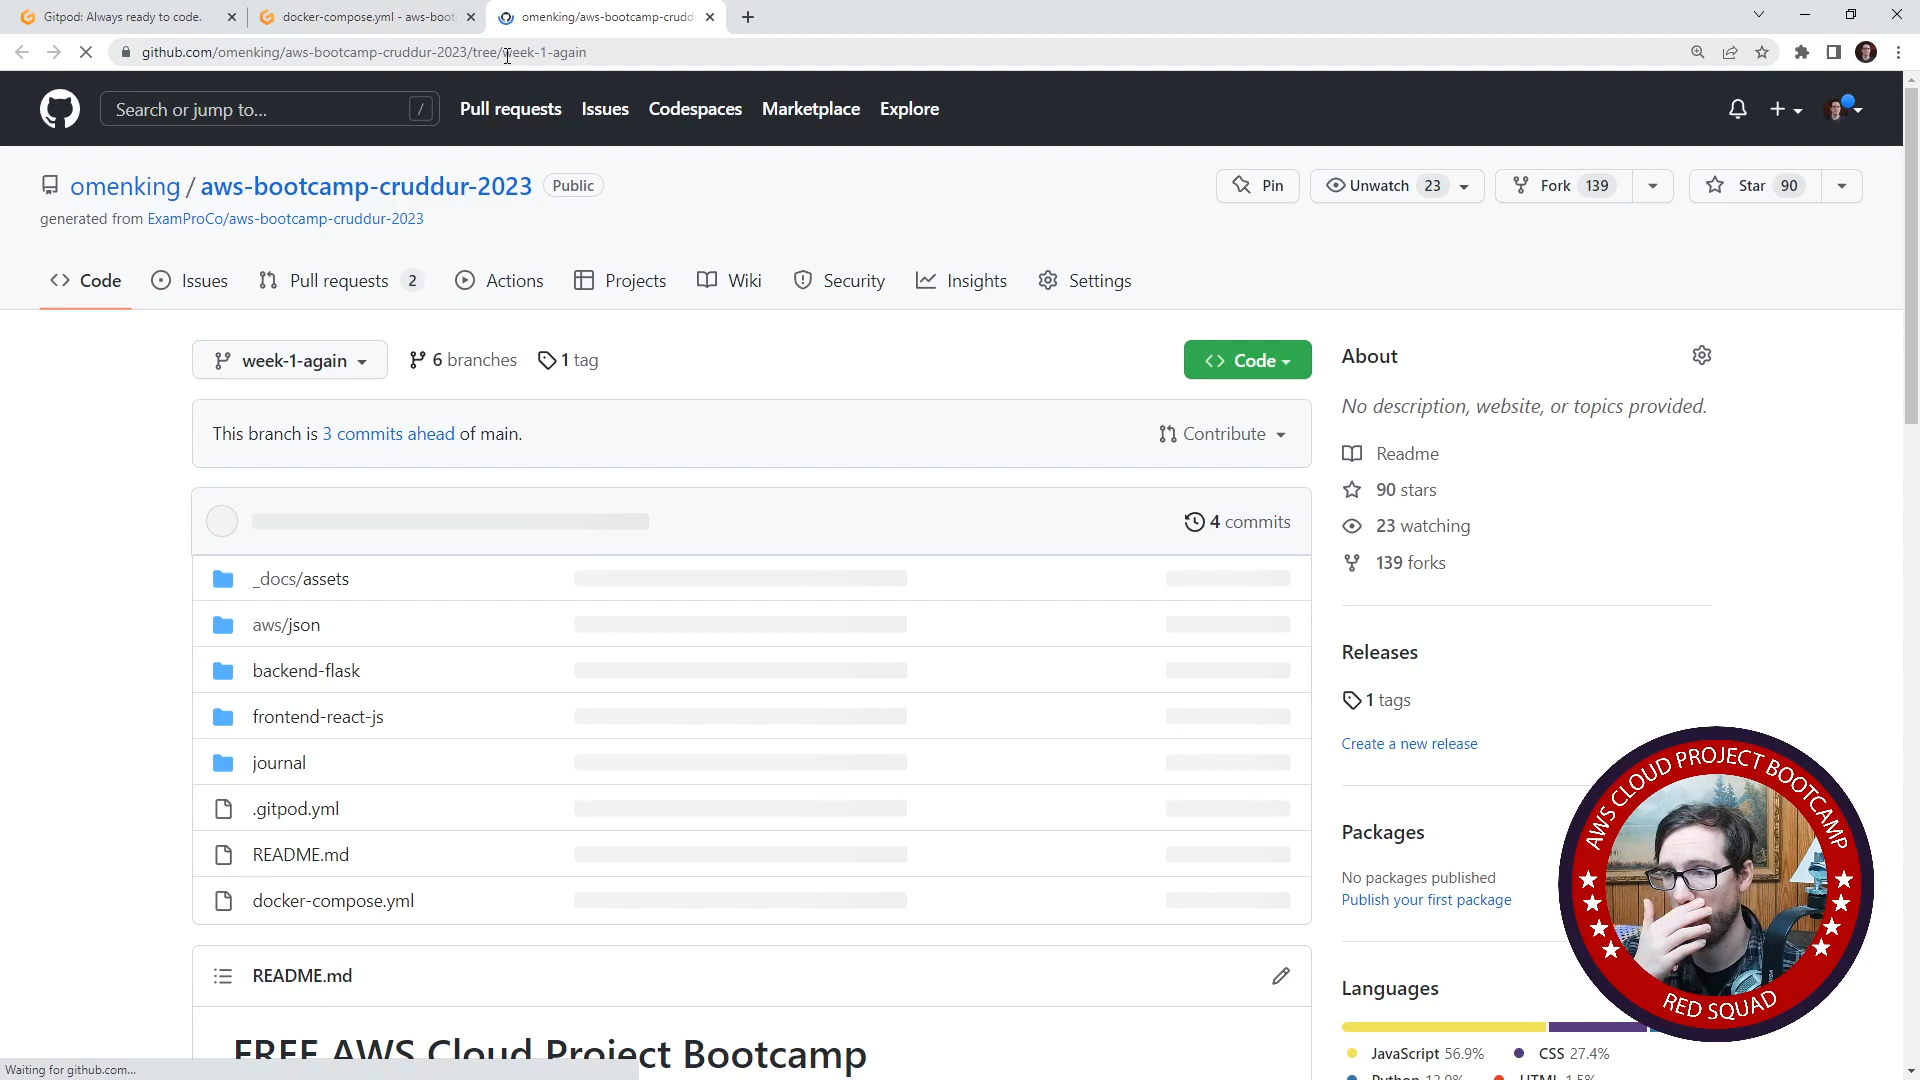 Gitpod: Always ready to code.
docker-compose.yml - aws-boot
omenking/aws-bootcamp-crudd
github.com/omenking/aws-bootcamp-cruddur-2023/tree/week-1-again
Search or jump to...
/
Pull requests
Issues
Codespaces
Marketplace
Explore
omenking / aws-bootcamp-cruddur-2023
Public
Pin
Unwatch 23
Fork 139
Star 90
generated from ExamProCo/aws-bootcamp-cruddur-2023
Code
Issues
Pull requests 2
Actions
Projects
Wiki
Security
Insights
Settings
week-1-again
6 branches
1 tag
Code
This branch is 3 commits ahead of main.
Contribute
4 commits
_docs/assets
aws/json
backend-flask
frontend-react-js
journal
.gitpod.yml
README.md
docker-compose.yml
README.md
FREE AWS Cloud Project Bootcamp
About
No description, website, or topics provided.
Readme
90 stars
23 watching
139 forks
Releases
1 tags
Create a new release
Packages
No packages published
Publish your first package
Languages
JavaScript 56.9%
CSS 27.4%
Python 12.9%
HTML 1.5%
AWS CLOUD PROJECT BOOTCAMP
RED SQUAD
Waiting for github.com...